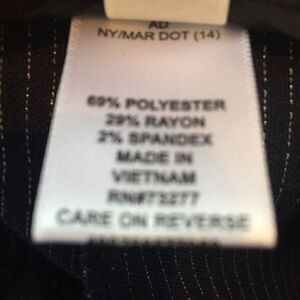 AD
NY/MAR DOT (14)
69% POLYESTER
29% RAYON
2% SPANDEX
MADE IN
VIETNAM
RN#73277
CARE ON REVERSE